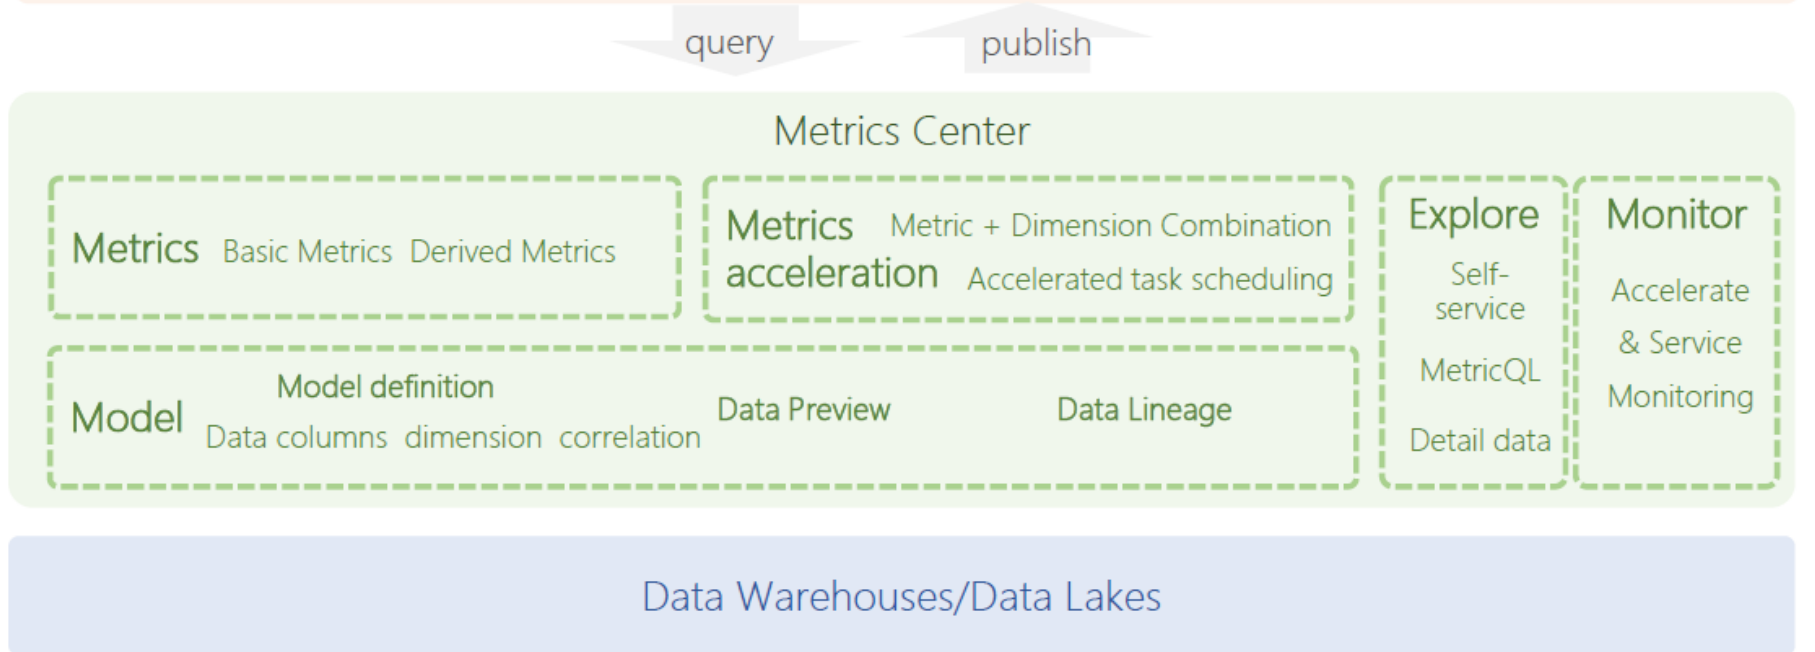 query
publish
Metrics Center
Metrics Basic Metrics Derived Metrics
Metrics
acceleration
Metric + Dimension Combination
Accelerated task scheduling
Model
Model definition
Data columns dimension correlation
Data Preview
Data Lineage
Explore
Self-
service
MetricQL
Detail data
Monitor
Accelerate
& Service
Monitoring
Data Warehouses/Data Lakes